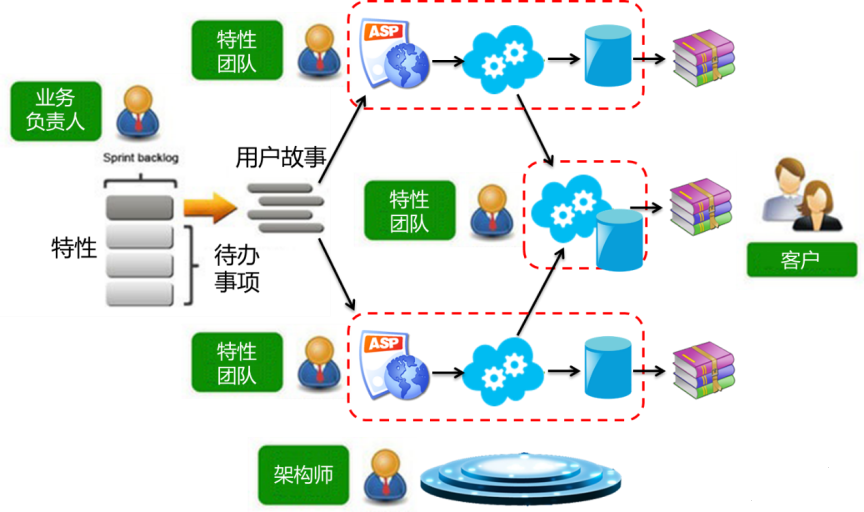 特性
团队
ASP
业务
负责人
Sprint backlog
用户故事
特性
团队
特性
待办
事项
客户
特性
团队
ASP
架构师